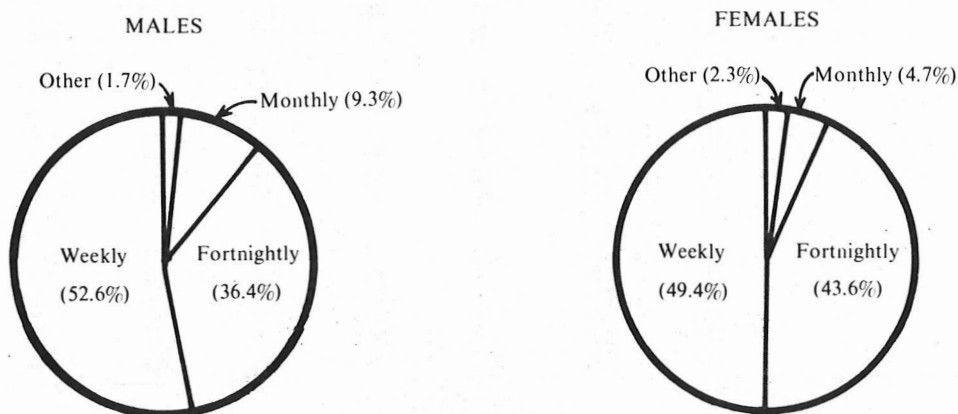 MALES
Other (1.7%)
Monthly (9.3%)
Weekly
(52.6%)
Fortnightly
(36.4%)
FEMALES
Other (2.3%)
Monthly (4.7%)
Weekly
(49.4%)
Fortnightly
(43.6%)